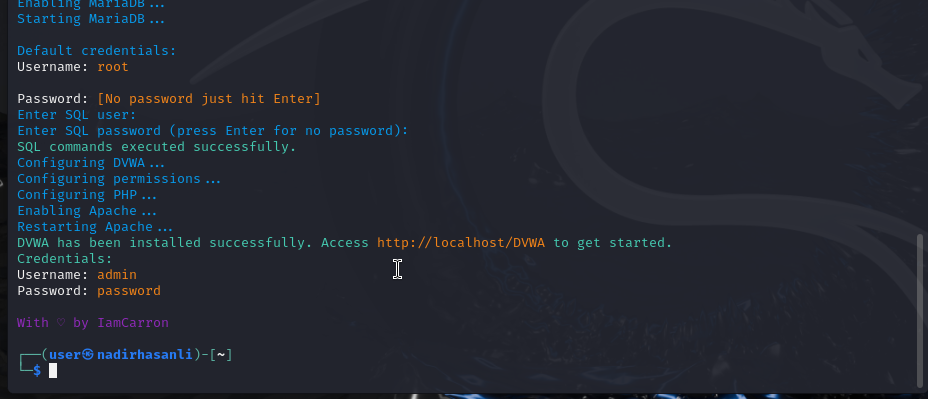 Enabling MariaDB...
Starting MariaDB...
Default credentials:
Username: root
Password: [No password just hit Enter]
Enter SQL user:
Enter SQL password (press Enter for no password):
SQL commands executed successfully.
Configuring DVWA...
Configuring permissions...
Configuring PHP...
Enabling Apache...
Restarting Apache...
DVWA has been installed successfully. Access http://localhost/DVWA to get started.
Credentials:
Username: admin
Password: password
With ♡ by IamCarron
┌──(user㉿nadirhasanli)-[~]
└─$